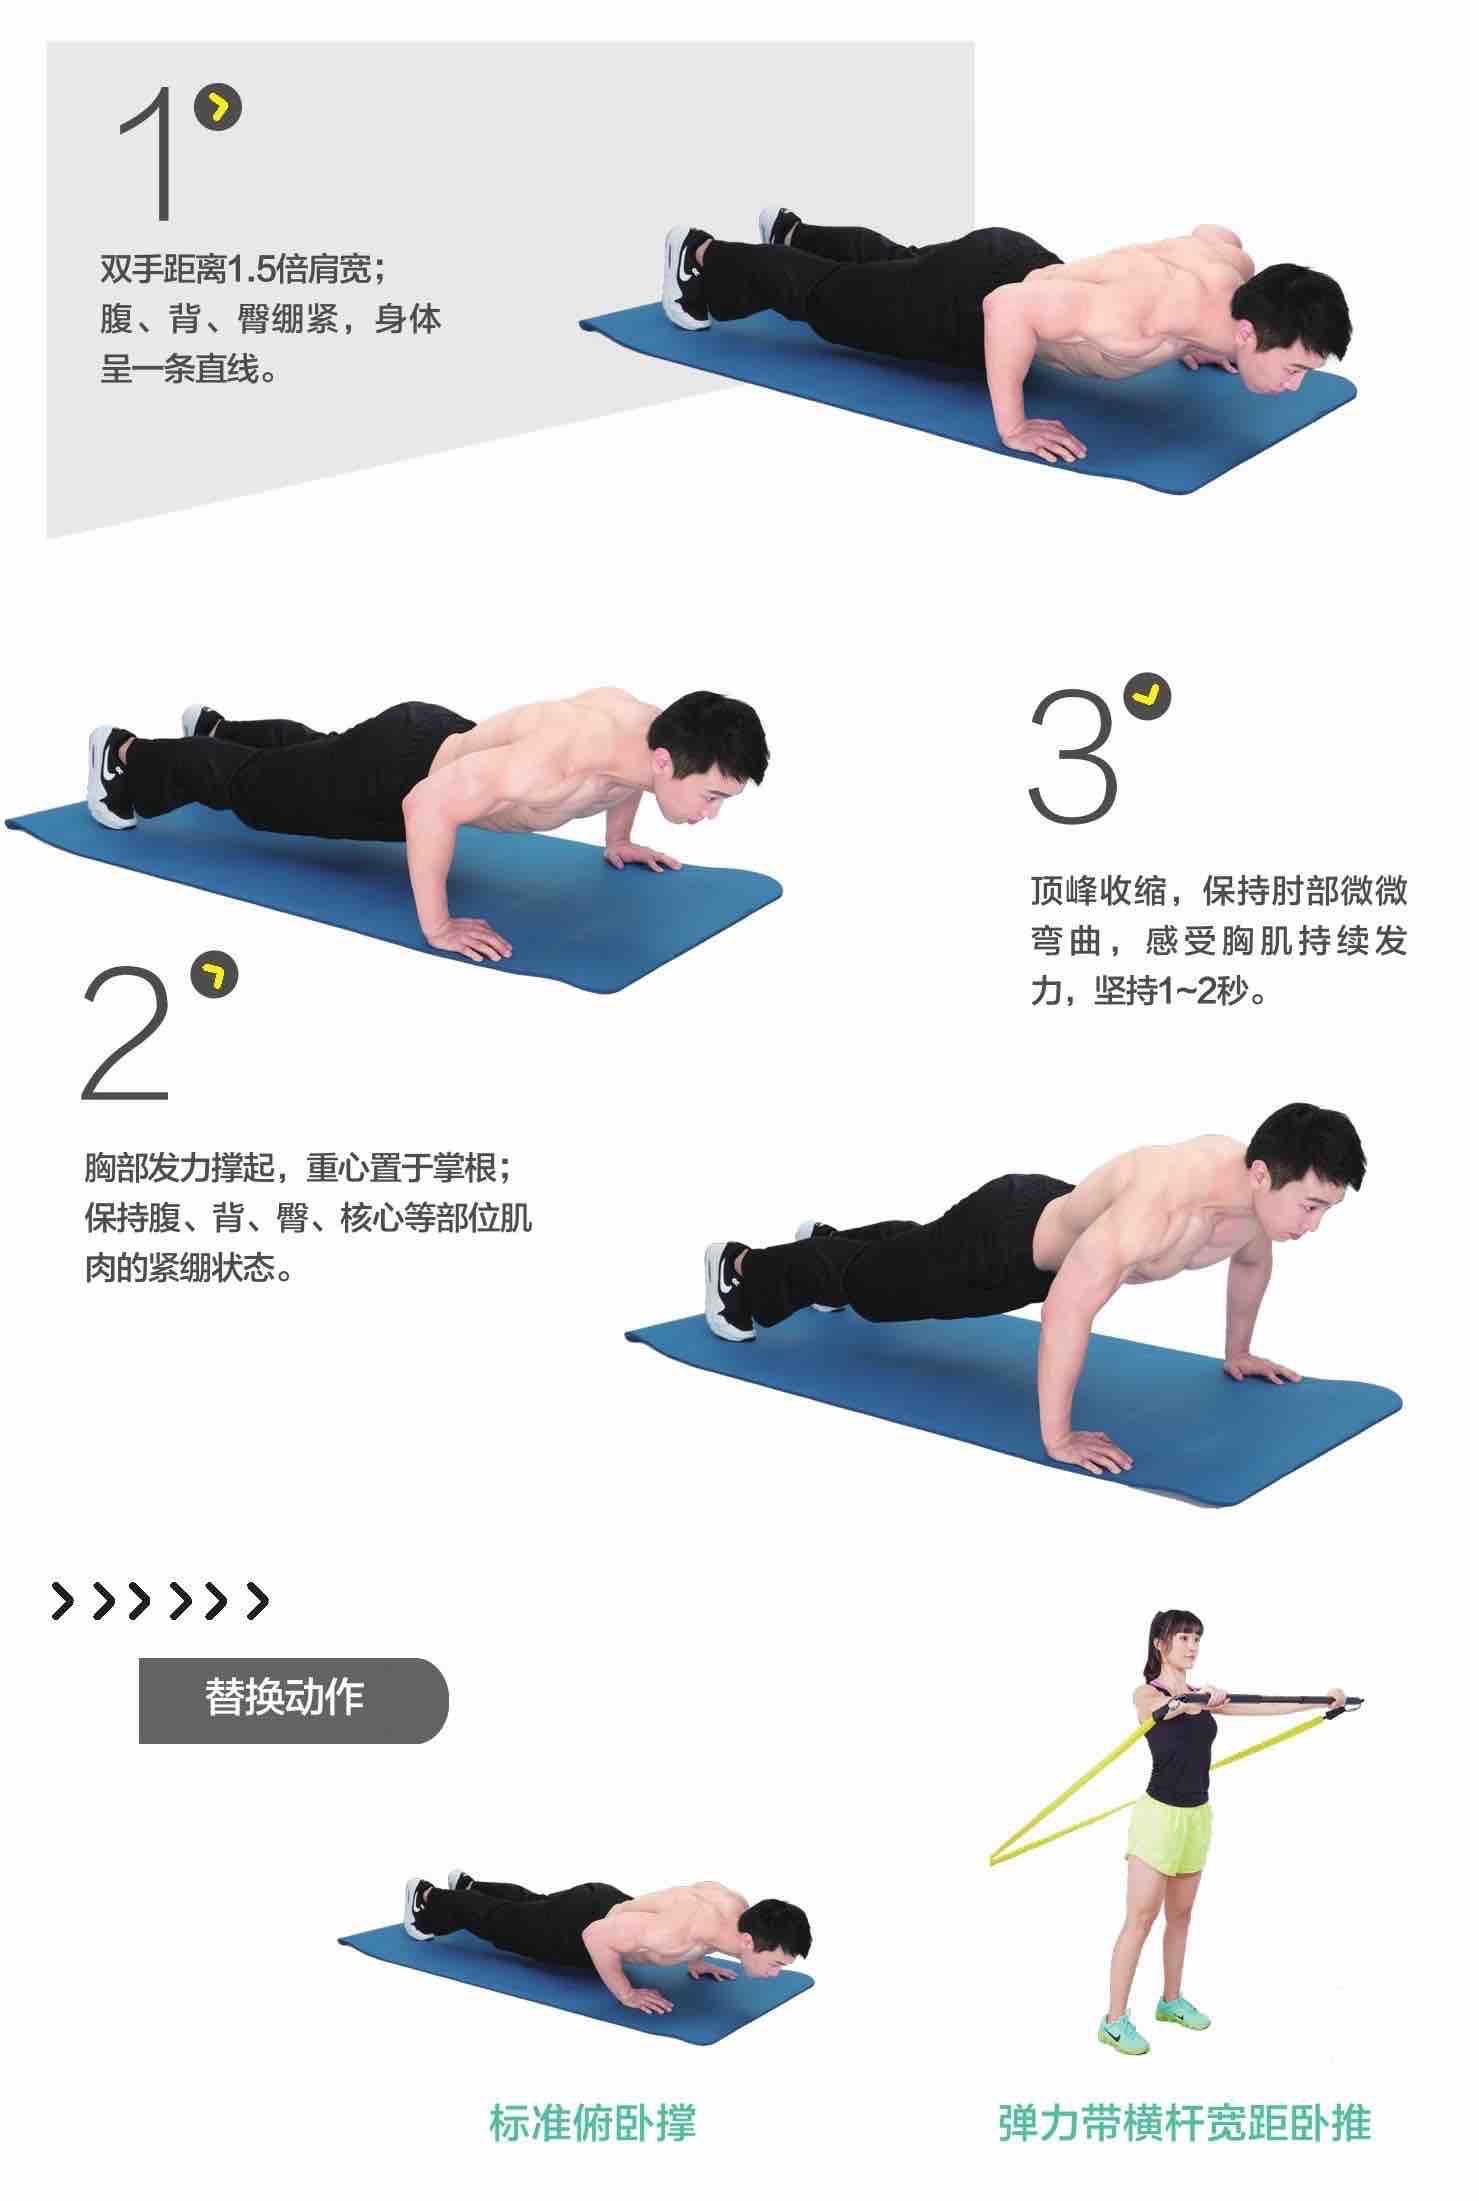 1
双手距离1.5倍肩宽；
腹、背、臀绷紧，身体
呈一条直线。
2
胸部发力撑起，重心置于掌根；
保持腹、背、臀、核心等部位肌
肉的紧绷状态。
3
顶峰收缩，保持肘部微微
弯曲，感受胸肌持续发
力，坚持1~2秒。
替换动作
标准俯卧撑
弹力带横杆宽距卧推